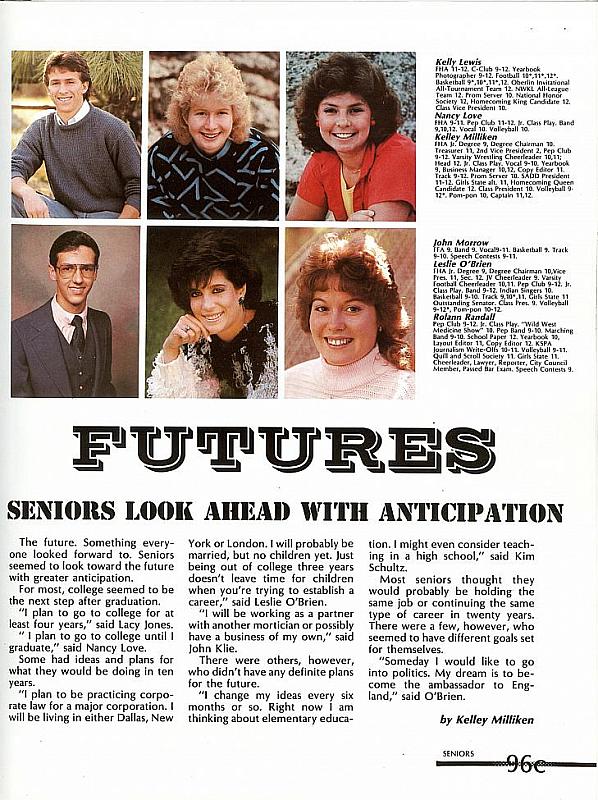 Kelly Lewis
FHA 11-12. C-Club 9-12. Yearbook
Photographer 9-12. Football 10*,11*,12*.
Basketball 9*,10*,11*,12. Oberlin Invitational
All-Tournament Team 12. NWKL All-League
Team 12. Prom Server 10. National Honor
Society 12, Homecoming King Candidate 12.
Class Vice President 10.
Nancy Love
FHA 9-11. Pep Club 11-12. Jr. Class Play. Band
9,10,12. Vocal 10. Volleyball 10.
Kelley Milliken
FHA Jr. Degree 9, Degree Chairman 10.
Treasurer 11, 2nd Vice President 2, Pep Club
9-12. Varsity Wrestling Cheerleader 10,11;
Head 12. Jr. Class Play. Vocal 9-10. Yearbook
9, Business Manager 10,12, Copy Editor 11.
Track 9-12. Prom Server 10. SADD President
11-12. Girls State alt. 11, Homecoming Queen
Candidate 12. Class President 10. Volleyball 9-
12*. Pom-pon 10, Captain 11,12.
John Morrow
FFA 9. Band 9. Vocal9-11. Basketball 9. Track
9-10. Speech Contests 9-11.
Leslie O'Brien
FHA Jr. Degree 9, Degree Chairman 10,Vice
Pres. 11, Sec. 12. JV Cheerleader 9. Varsity
Football Cheerleader 10,11. Pep Club 9-12. Jr.
Class Play. Band 9-12. Indian Singers 10.
Basketball 9-10. Track 9,10*,11. Girls State 11
Outstanding Senator. Class Pres. 9. Volleyball
9-12*, Pom-pon 10-12.
Rolann Randall
Pep Club 9-12. Jr. Class Play. "Wild West
Medicine Show" 10. Pep Band 9-10. Marching
Band 9-10. School Paper 12. Yearbook 10,
Layout Editor 11, Copy Editor 12. KSPA
Journalism Write-Offs 10-11. Volleyball 9-11.
Quill and Scroll Society 11. Girls State 11.
Cheerleader, Lawyer, Reporter, City Council
Member, Passed Bar Exam. Speech Contests 9.
FUTURES
SENIORS LOOK AHEAD WITH ANTICIPATION
The future. Something every-
one looked forward to. Seniors
seemed to look toward the future
with greater anticipation.
For most, college seemed to be
the next step after graduation.
"I plan to go to college for at
least four years," said Lacy Jones.
" I plan to go to college until I
graduate," said Nancy Love.
Some had ideas and plans for
what they would be doing in ten
years.
"I plan to be practicing corpo-
rate law for a major corporation. I
will be living in either Dallas, New
York or London. I will probably be
married, but no children yet. Just
being out of college three years
doesn't leave time for children
when you're trying to establish a
career," said Leslie O'Brien.
"I will be working as a partner
with another mortician or possibly
have a business of my own," said
John Klie.
There were others, however,
who didn't have any definite plans
for the future.
"I change my ideas every six
months or so. Right now I am
thinking about elementary educa-
tion. I might even consider teach-
ing in a high school," said Kim
Schultz.
Most seniors thought they
would probably be holding the
same job or continuing the same
type of career in twenty years.
There were a few, however, who
seemed to have different goals set
for themselves.
"Someday I would like to go
into politics. My dream is to be-
come the ambassador to Eng-
land," said O'Brien.
by Kelley Milliken
SENIORS
96c